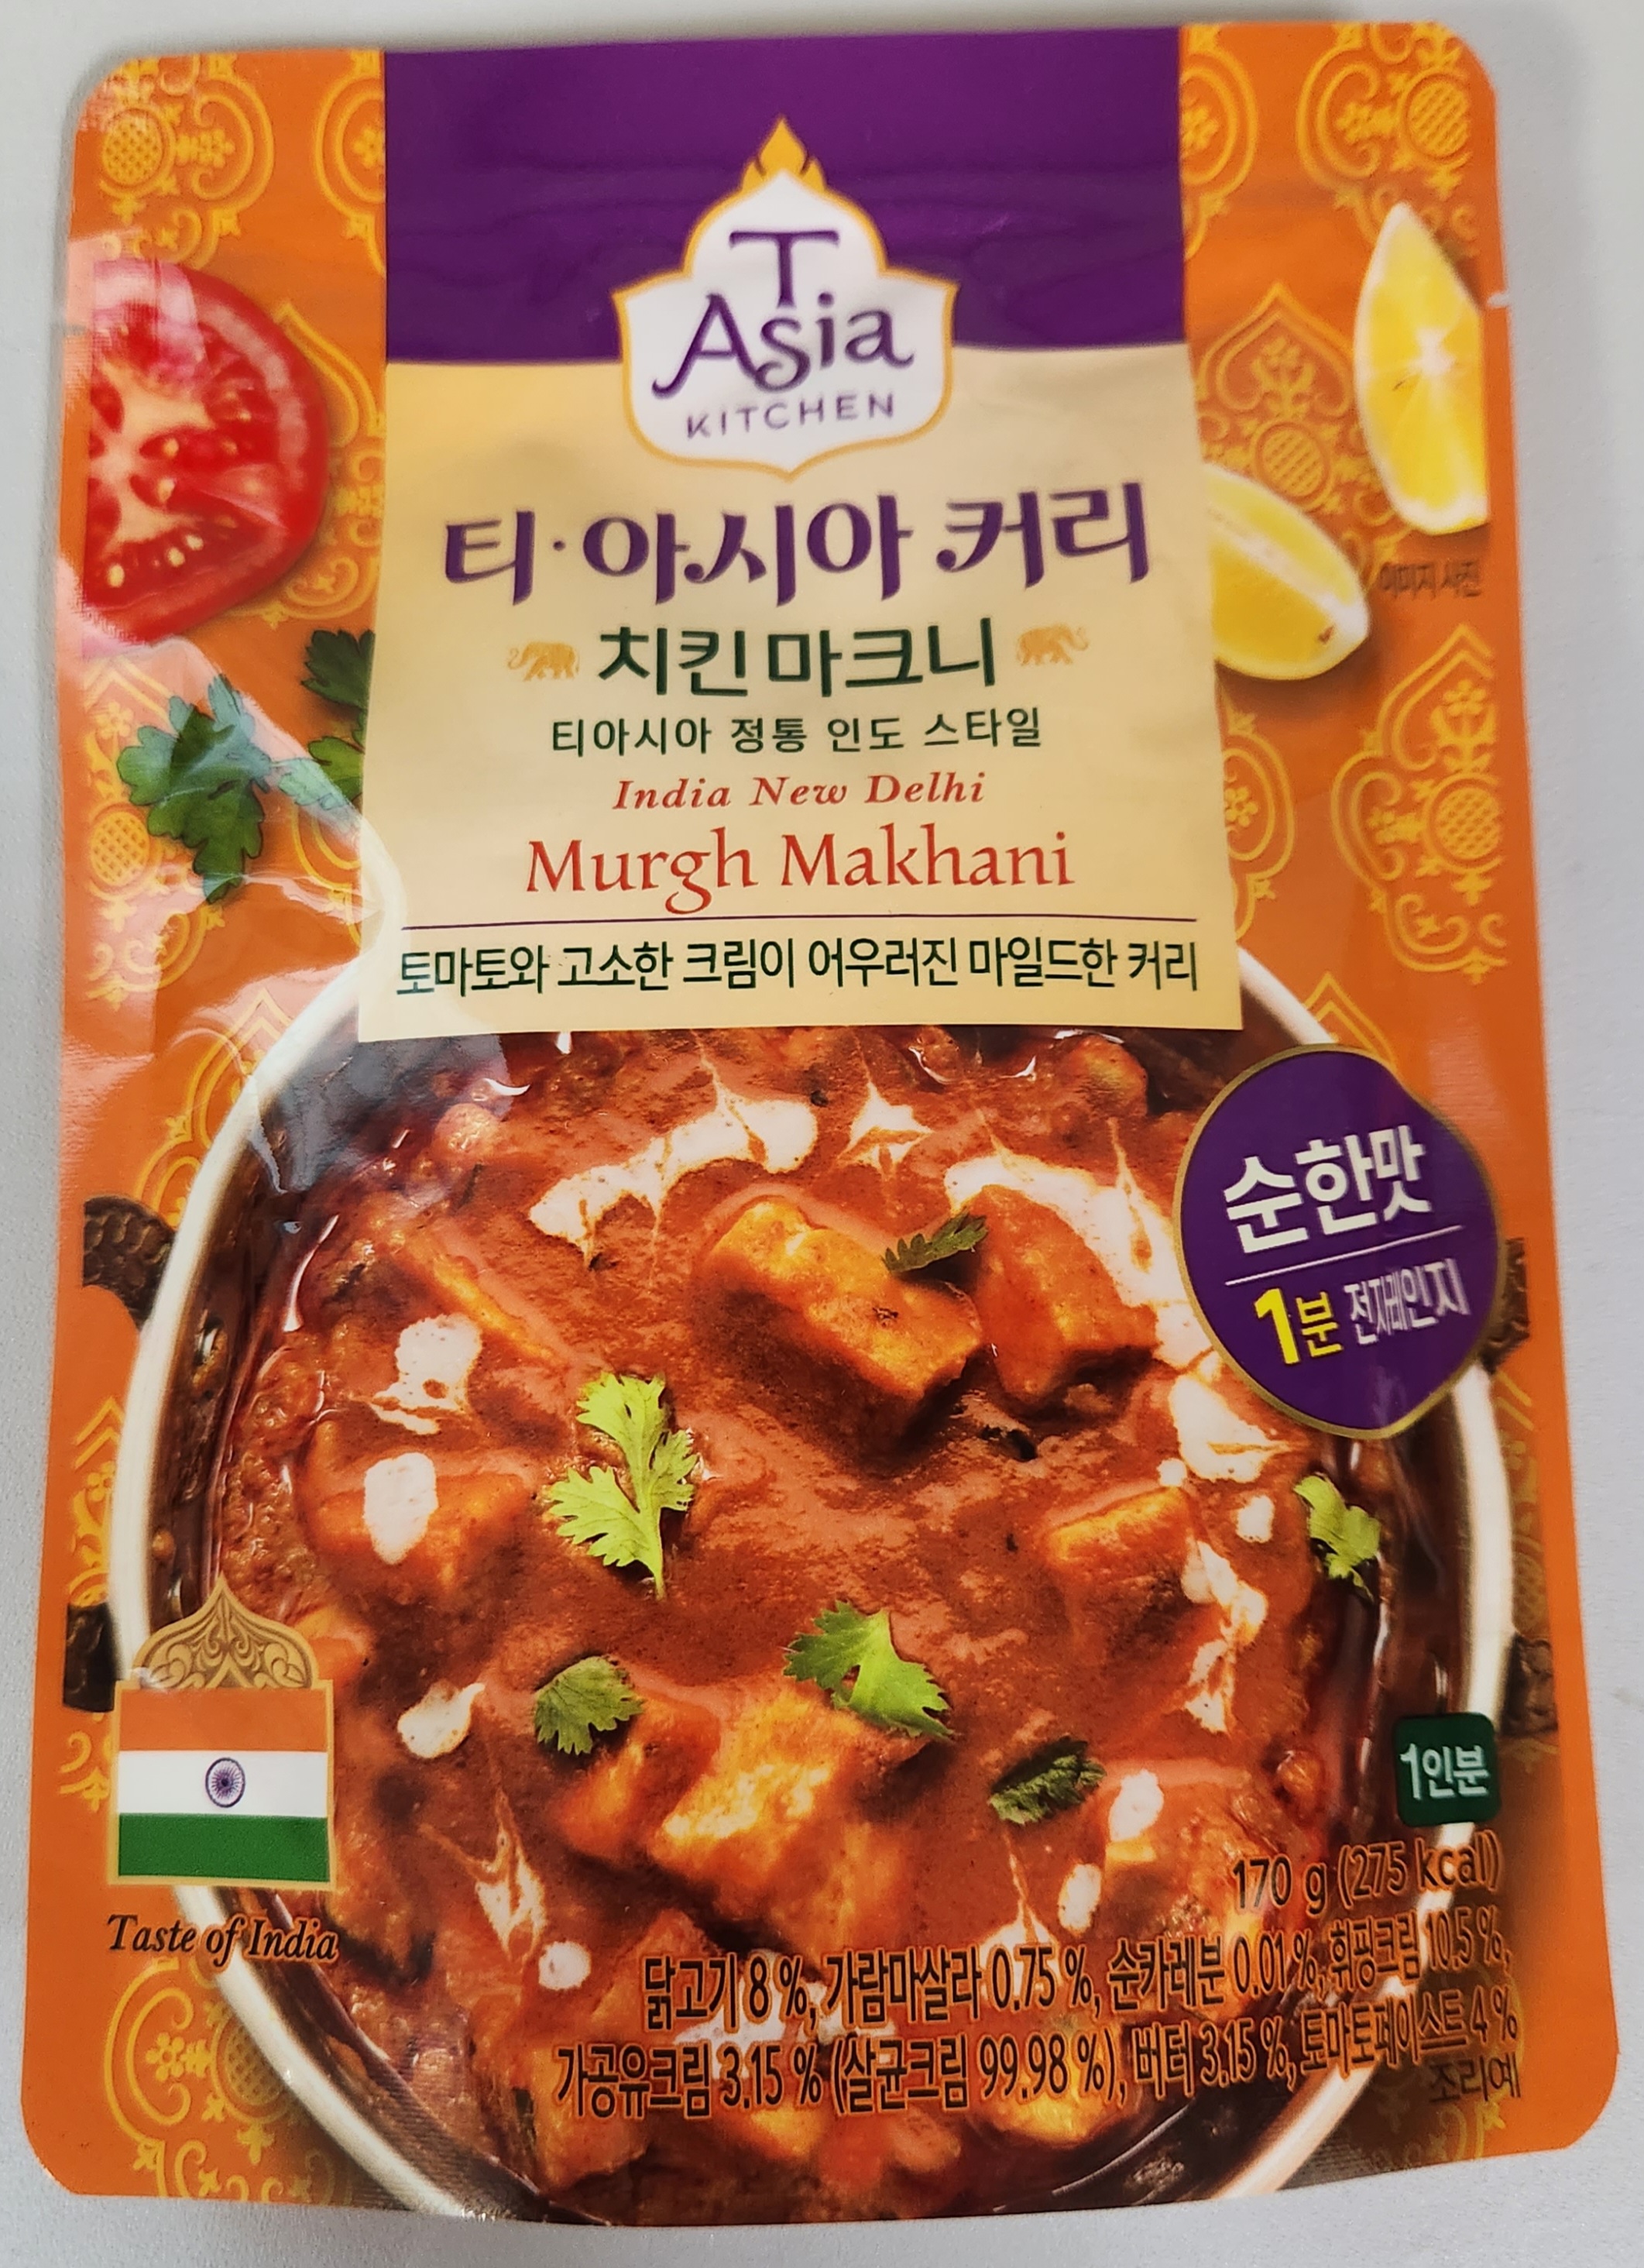 T
Asia
KITCHEN
티·아시아 커리
치킨 마크니
티아시아 정통 인도 스타일
India New Delhi
Murgh Makhani
토마토와 고소한 크림이 어우러진 마일드한 커리
이미지 사진
순한맛
1분 전자레인지
1인분
170 g (275 kcal)
Taste of India
닭고기 8 %, 가람마살라 0.75 %, 순카레분 0.01 %, 휘핑크림 10.5 %,
가공유크림 3.15 % (살균크림 99.98 %), 버터 3.15 %, 토마토페이스트 4 %
조리예